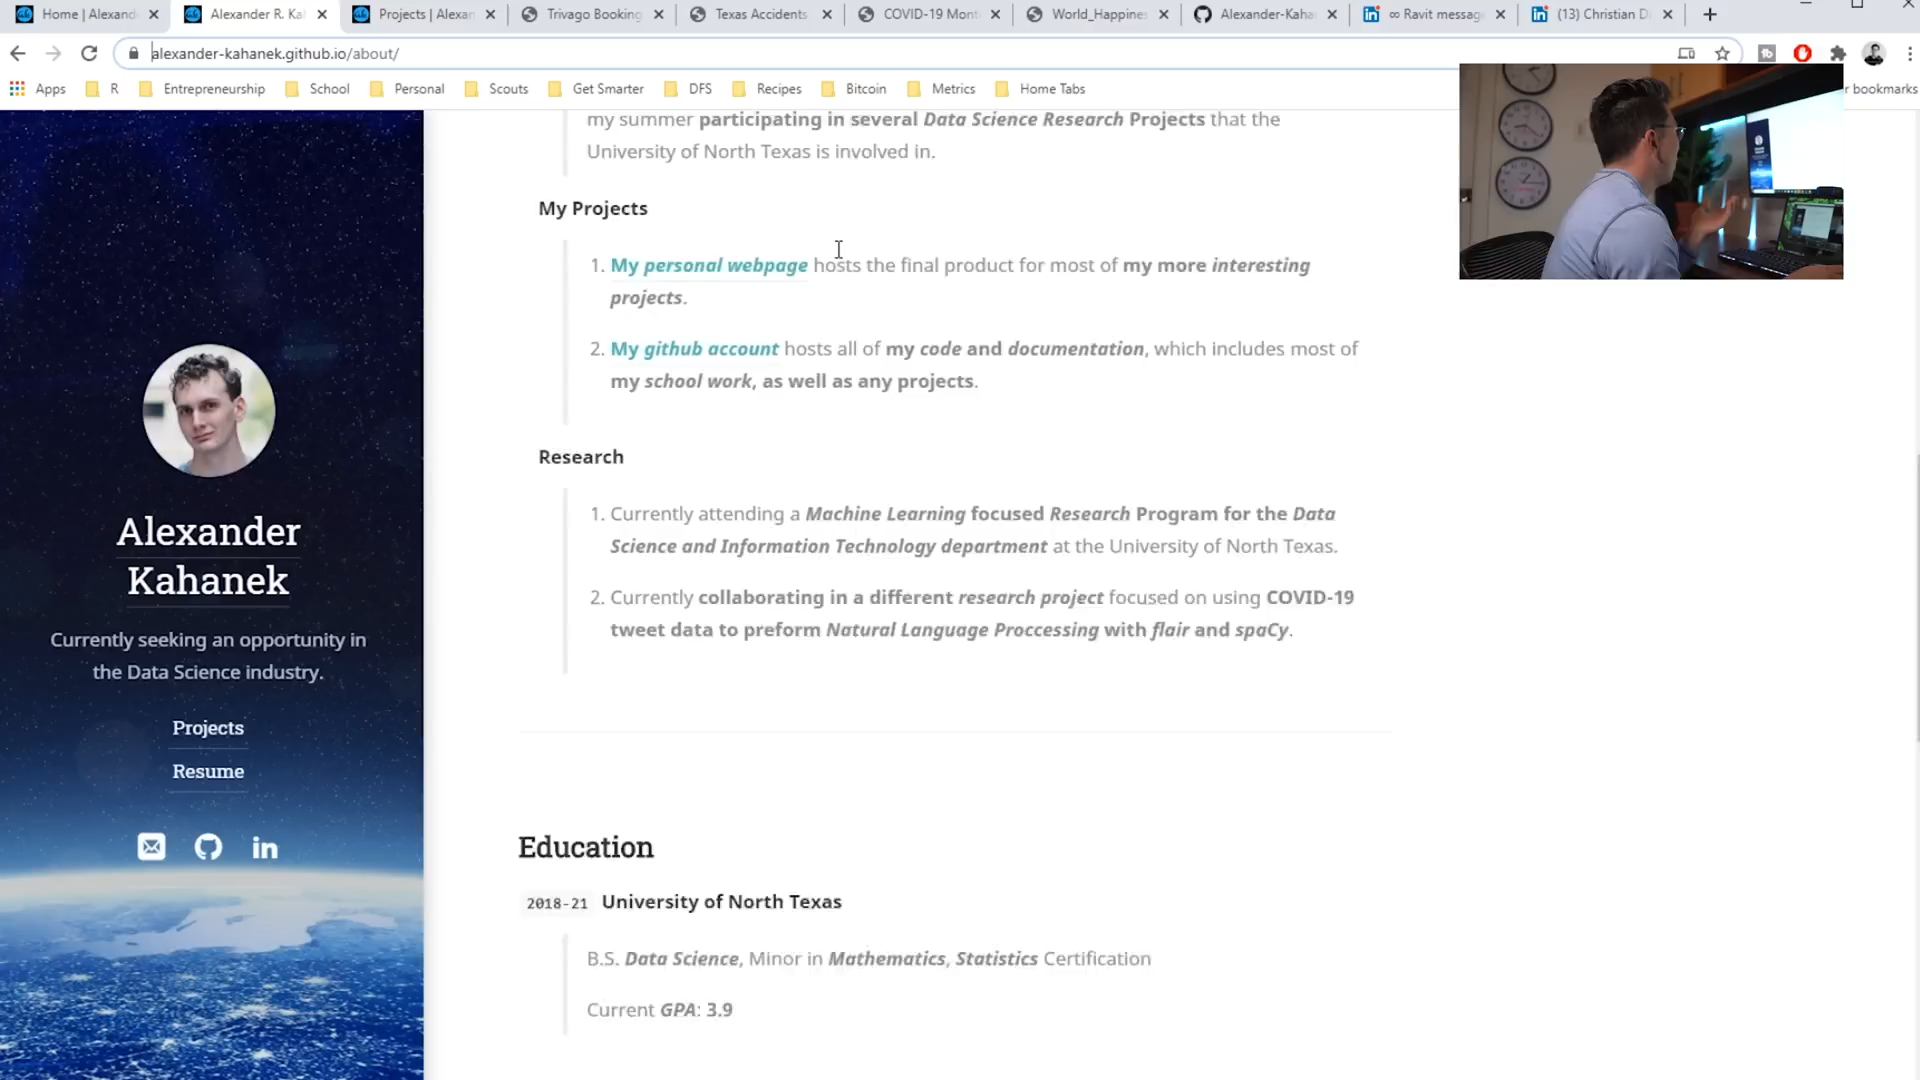 Home | Alexand
Alexander R. Ka
Projects | Alexan
Trivago Booking
Texas Accidents
COVID-19 Mon
World_Happine
Alexander-Kaha
∞ Ravit messag
(13) Christian D
alexander-kahanek.github.io/about/
Apps
R
Entrepreneurship
School
Personal
Scouts
Get Smarter
DFS
Recipes
Bitcoin
Metrics
Home Tabs
r bookmarks
my summer participating in several Data Science Research Projects that the
University of North Texas is involved in.
My Projects
1. My personal webpage hosts the final product for most of my more interesting
projects.
2. My github account hosts all of my code and documentation, which includes most of
my school work, as well as any projects.
Research
1. Currently attending a Machine Learning focused Research Program for the Data
Science and Information Technology department at the University of North Texas.
2. Currently collaborating in a different research project focused on using COVID-19
tweet data to preform Natural Language Proccessing with flair and spaCy.
Education
2018-21 University of North Texas
B.S. Data Science, Minor in Mathematics, Statistics Certification
Current GPA: 3.9
Alexander
Kahanek
Currently seeking an opportunity in
the Data Science industry.
Projects
Resume
in